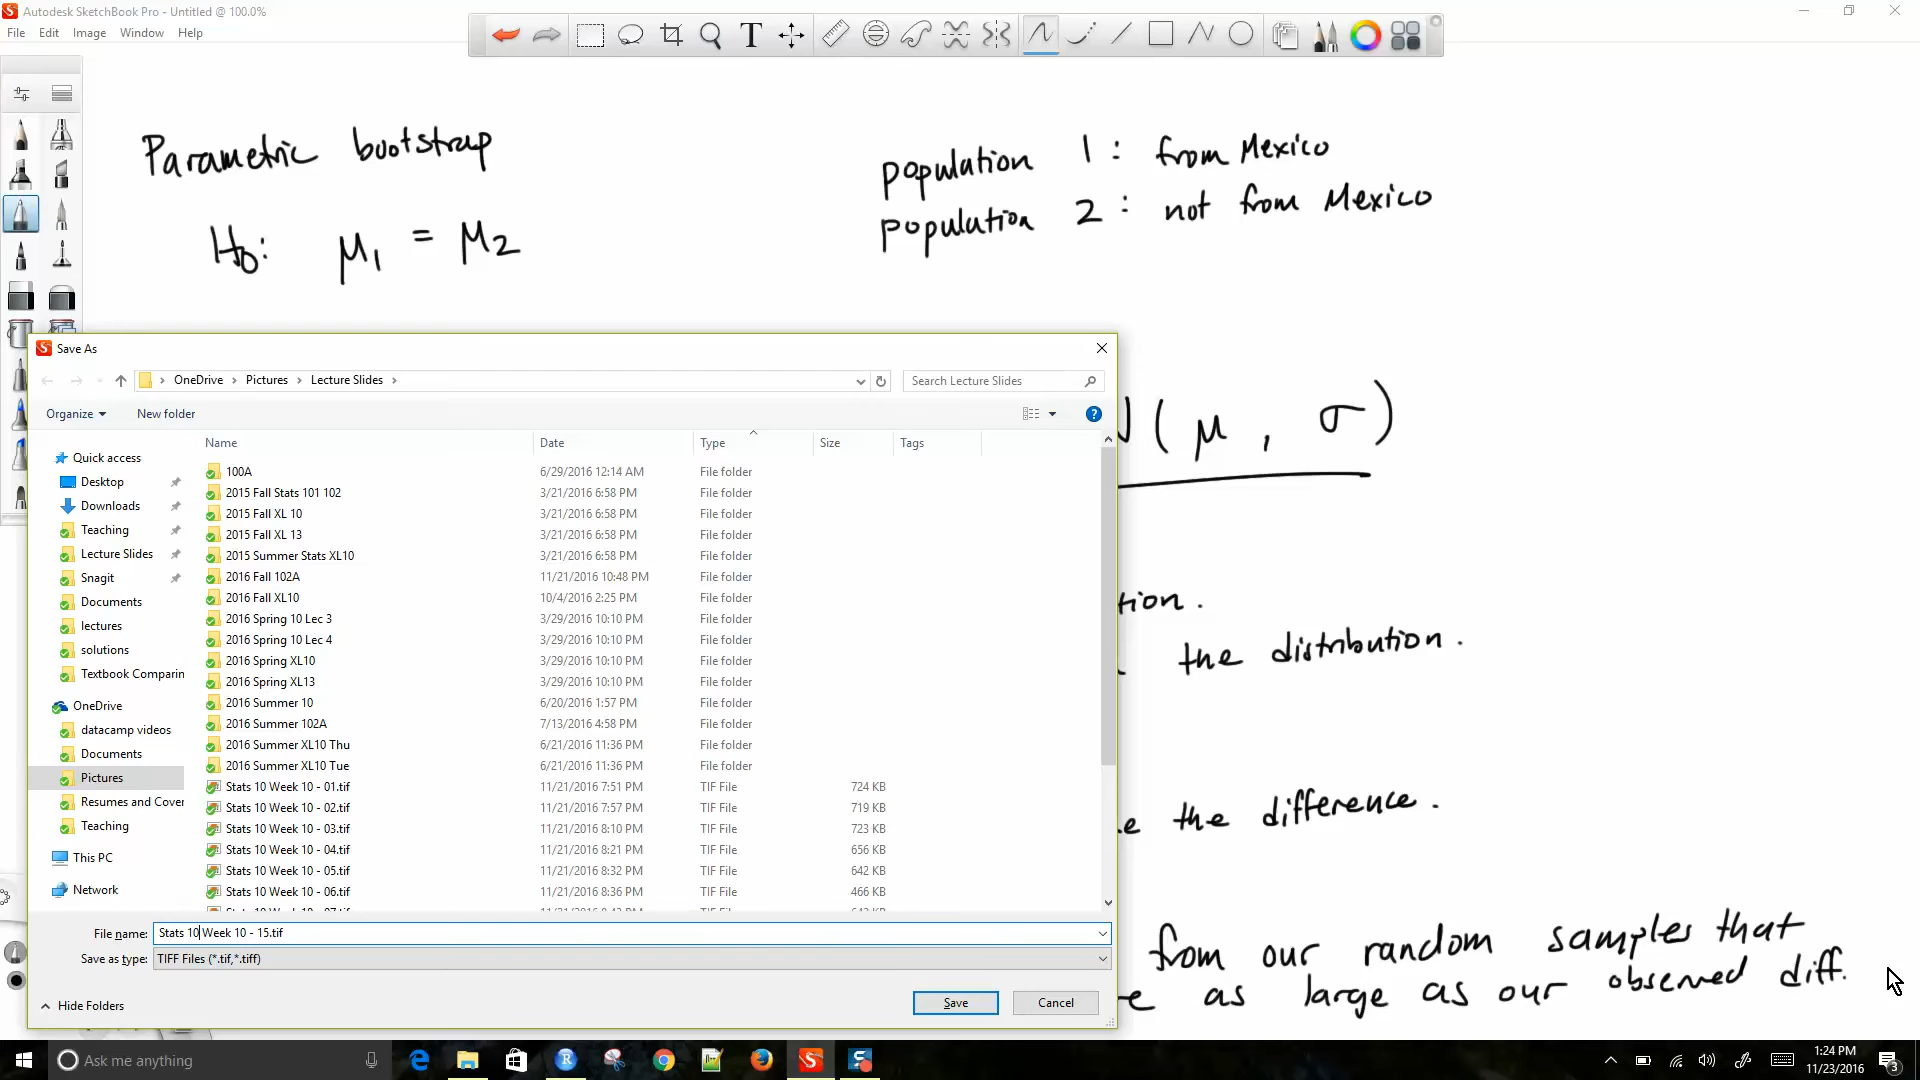 Autodesk SketchBook Pro - Untitled @ 100.0%
File Edit Image Window Help
T
Parametric bootstrap
H₀: μ₁ = μ₂
population 1: from Mexico
population 2: not from Mexico
(μ, σ)
the distribution.
the difference.
from our random samples that
as large as our observed diff.
Save As
OneDrive Pictures Lecture Slides
Search Lecture Slides
Organize New folder
?
Name Date Type Size Tags
Quick access
Desktop
Downloads
Teaching
Lecture Slides
Snagit
Documents
lectures
solutions
Textbook Comparin
OneDrive
datacamp videos
Documents
Pictures
Resumes and Cover
Teaching
This PC
Network
100A 6/29/2016 12:14 AM File folder
2015 Fall Stats 101 102 3/21/2016 6:58 PM File folder
2015 Fall XL 10 3/21/2016 6:58 PM File folder
2015 Fall XL 13 3/21/2016 6:58 PM File folder
2015 Summer Stats XL10 3/21/2016 6:58 PM File folder
2016 Fall 102A 11/21/2016 10:48 PM File folder
2016 Fall XL10 10/4/2016 2:25 PM File folder
2016 Spring 10 Lec 3 3/29/2016 10:10 PM File folder
2016 Spring 10 Lec 4 3/29/2016 10:10 PM File folder
2016 Spring XL10 3/29/2016 10:10 PM File folder
2016 Spring XL13 3/29/2016 10:10 PM File folder
2016 Summer 10 6/20/2016 1:57 PM File folder
2016 Summer 102A 7/13/2016 4:58 PM File folder
2016 Summer XL10 Thu 6/21/2016 11:36 PM File folder
2016 Summer XL10 Tue 6/21/2016 11:36 PM File folder
Stats 10 Week 10 - 01.tif 11/21/2016 7:51 PM TIF File 724 KB
Stats 10 Week 10 - 02.tif 11/21/2016 7:57 PM TIF File 719 KB
Stats 10 Week 10 - 03.tif 11/21/2016 8:10 PM TIF File 723 KB
Stats 10 Week 10 - 04.tif 11/21/2016 8:21 PM TIF File 656 KB
Stats 10 Week 10 - 05.tif 11/21/2016 8:32 PM TIF File 642 KB
Stats 10 Week 10 - 06.tif 11/21/2016 8:36 PM TIF File 466 KB
File name: Stats 10 Week 10 - 15.tif
Save as type: TIFF Files (*.tif,*.tiff)
Hide Folders
Save Cancel
Ask me anything
1:24 PM
11/23/2016
3